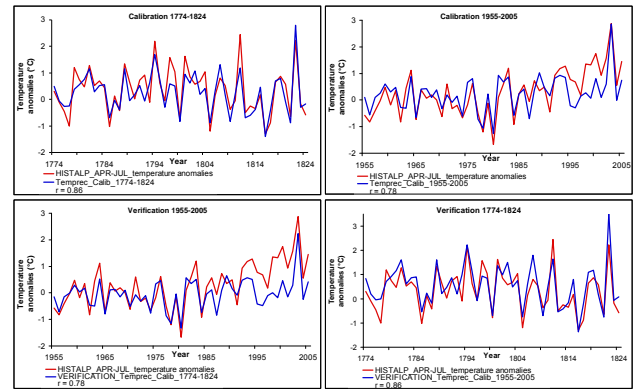 Calibration 1774-1824
Temperature
anomalies (°C)
3
2
1
0
-1
-2
1774
1784
1794
1804
1814
1824
Year
HISTALP_APR-JUL_temperature anomalies
Temprec_Calib_1774-1824
r = 0.86
Calibration 1955-2005
Temperature
anomalies (°C)
3
2
1
0
-1
-2
1955
1965
1975
1985
1995
2005
Year
HISTALP_APR-JUL_temperature anomalies
Temprec_Calib_1955-2005
r = 0.78
Verification 1955-2005
Temperature
anomalies (°C)
3
2
1
0
-1
-2
1955
1965
1975
1985
1995
2005
Year
HISTALP_APR-JUL_temperature anomalies
VERIFICATION_Temprec_Calib_1774-1824
r = 0.78
Verification 1774-1824
Temperature
anomalies (°C)
3
2
1
0
-1
-2
1774
1784
1794
1804
1814
1824
Year
HISTALP_APR-JUL_temperature anomalies
VERIFICATION_Temprec_Calib_1955-2005
r = 0.86